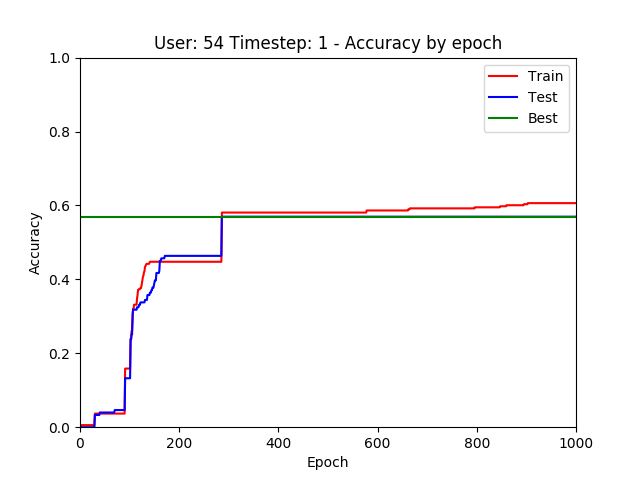 User: 54 Timestep: 1 - Accuracy by epoch
1.0
0.8
0.6
0.4
0.2
0.0
Accuracy
Train
Test
Best
0 200 400 600 800 1000
Epoch